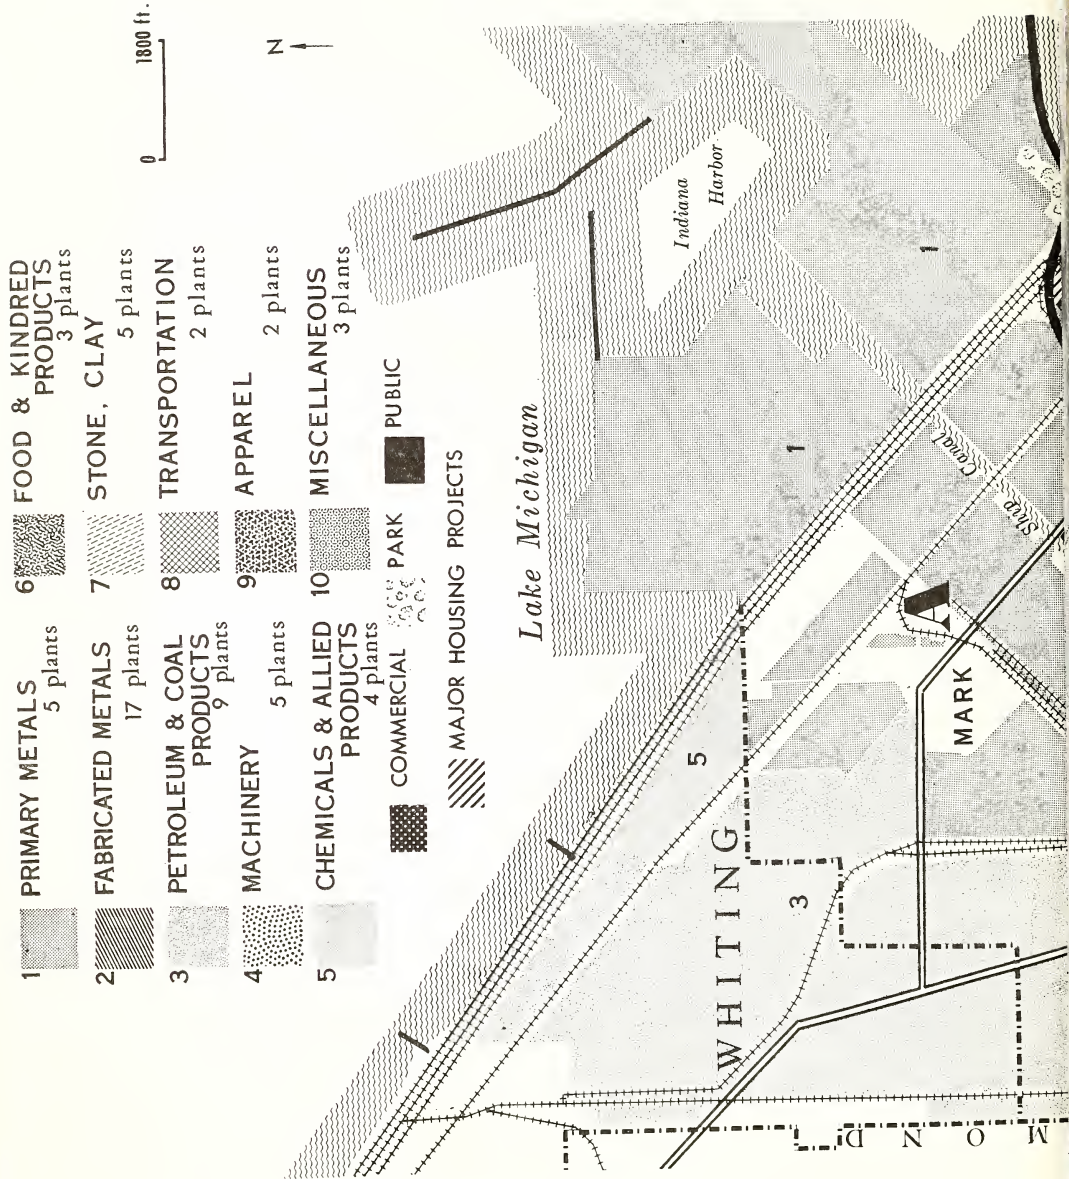 1 PRIMARY METALS
5 plants
2 FABRICATED METALS
17 plants
3 PETROLEUM & COAL
PRODUCTS
9 plants
4 MACHINERY
5 plants
5 CHEMICALS & ALLIED
PRODUCTS
4 plants
6 FOOD & KINDRED
PRODUCTS
3 plants
7 STONE, CLAY
5 plants
8 TRANSPORTATION
2 plants
9 APPAREL
2 plants
10 MISCELLANEOUS
3 plants
COMMERCIAL
PARK
PUBLIC
MAJOR HOUSING PROJECTS
0 1800 ft.
N
Lake Michigan
Indiana
Harbor
1
1
Ship Canal
A
MARK
5
WHITING
3
MOND